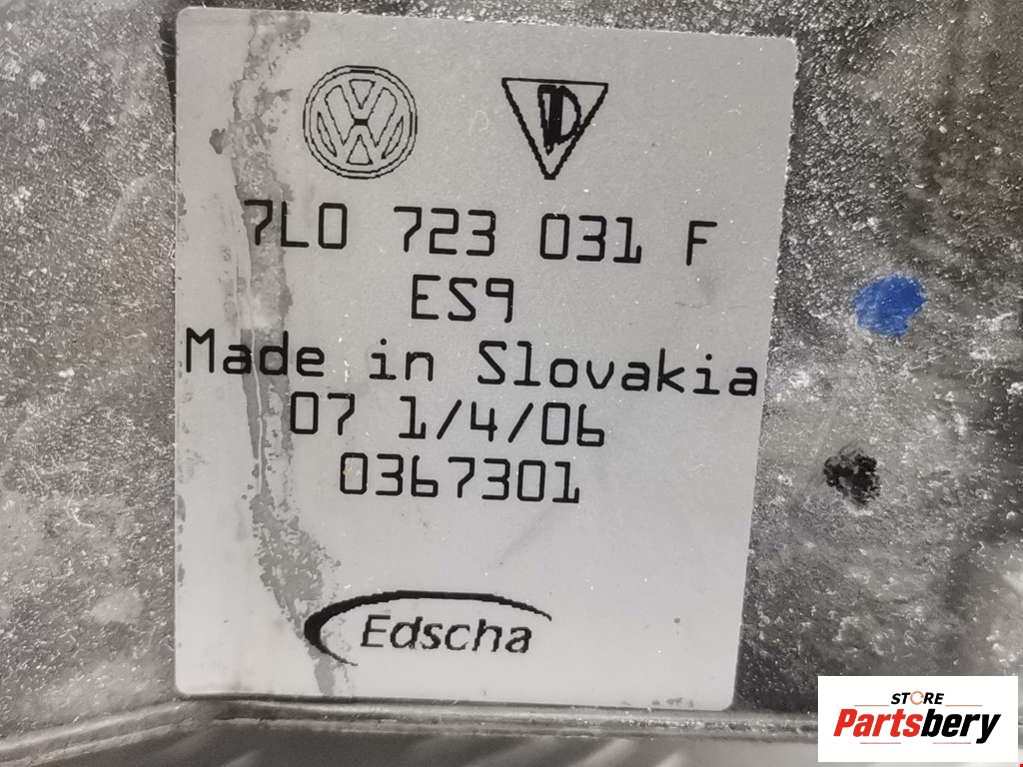 7L0 723 031 F
ES9
Made in Slovakia
07 1/4/06
0367301
Edscha
STORE
Partsbery